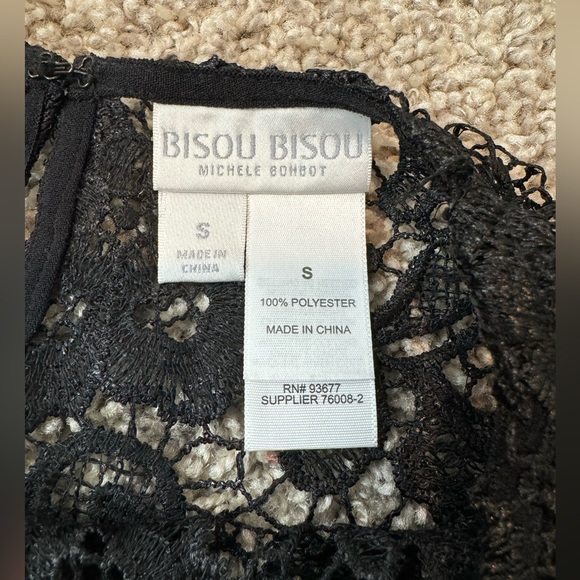 BISOU BISOU
MICHELE BOHBOT
S
MADE IN
CHINA
S
100% POLYESTER
MADE IN CHINA
RN# 93677
SUPPLIER 76008-2